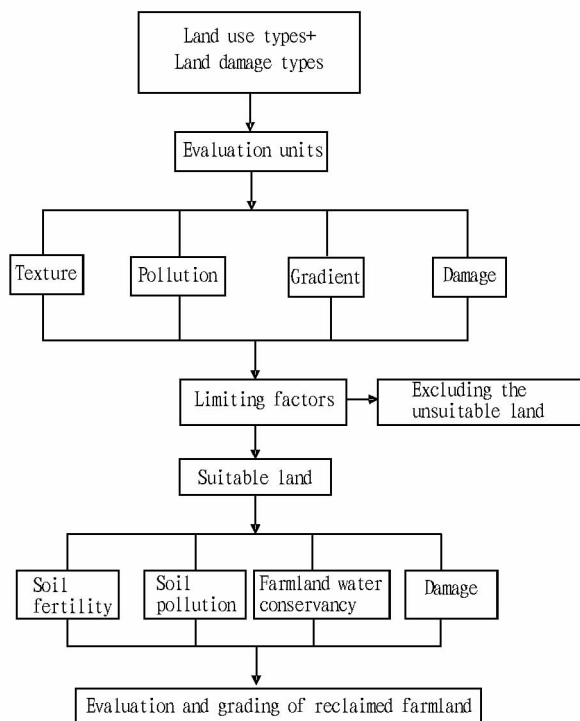 Land use types+
Land damage types
Evaluation units
Texture
Pollution
Gradient
Damage
Limiting factors
Excluding the
unsuitable land
Suitable land
Soil
fertility
Soil
pollution
Farmland water
conservancy
Damage
Evaluation and grading of reclaimed farmland